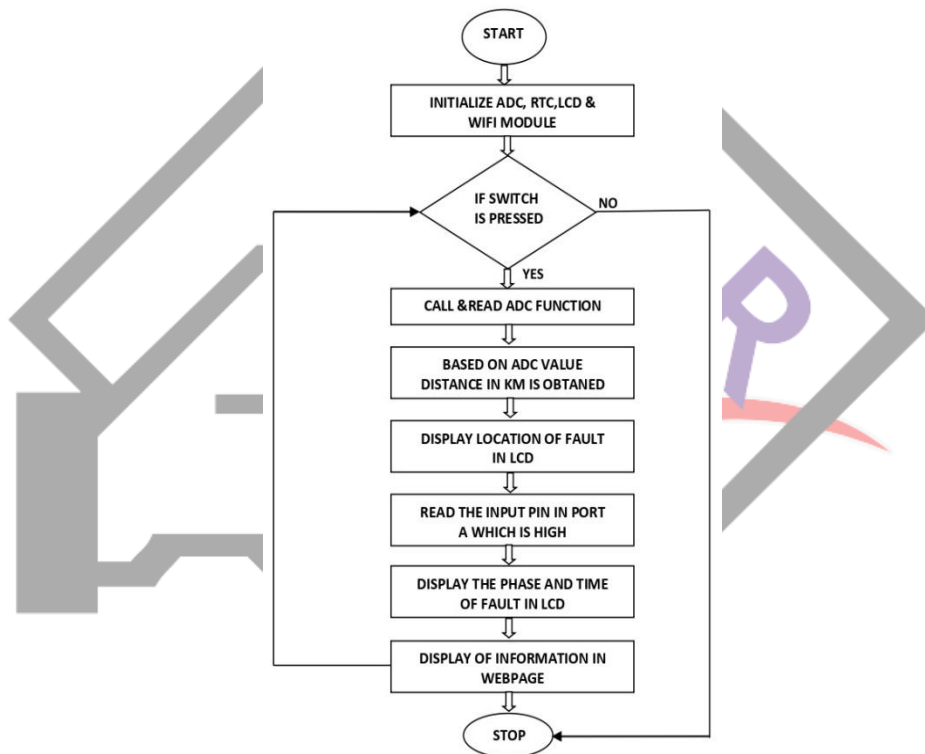 START
INITIALIZE ADC, RTC,LCD &
WIFI MODULE
IF SWITCH
IS PRESSED
NO
YES
CALL &READ ADC FUNCTION
BASED ON ADC VALUE
DISTANCE IN KM IS OBTANED
DISPLAY LOCATION OF FAULT
IN LCD
READ THE INPUT PIN IN PORT
A WHICH IS HIGH
DISPLAY THE PHASE AND TIME
OF FAULT IN LCD
DISPLAY OF INFORMATION IN
WEBPAGE
STOP
R